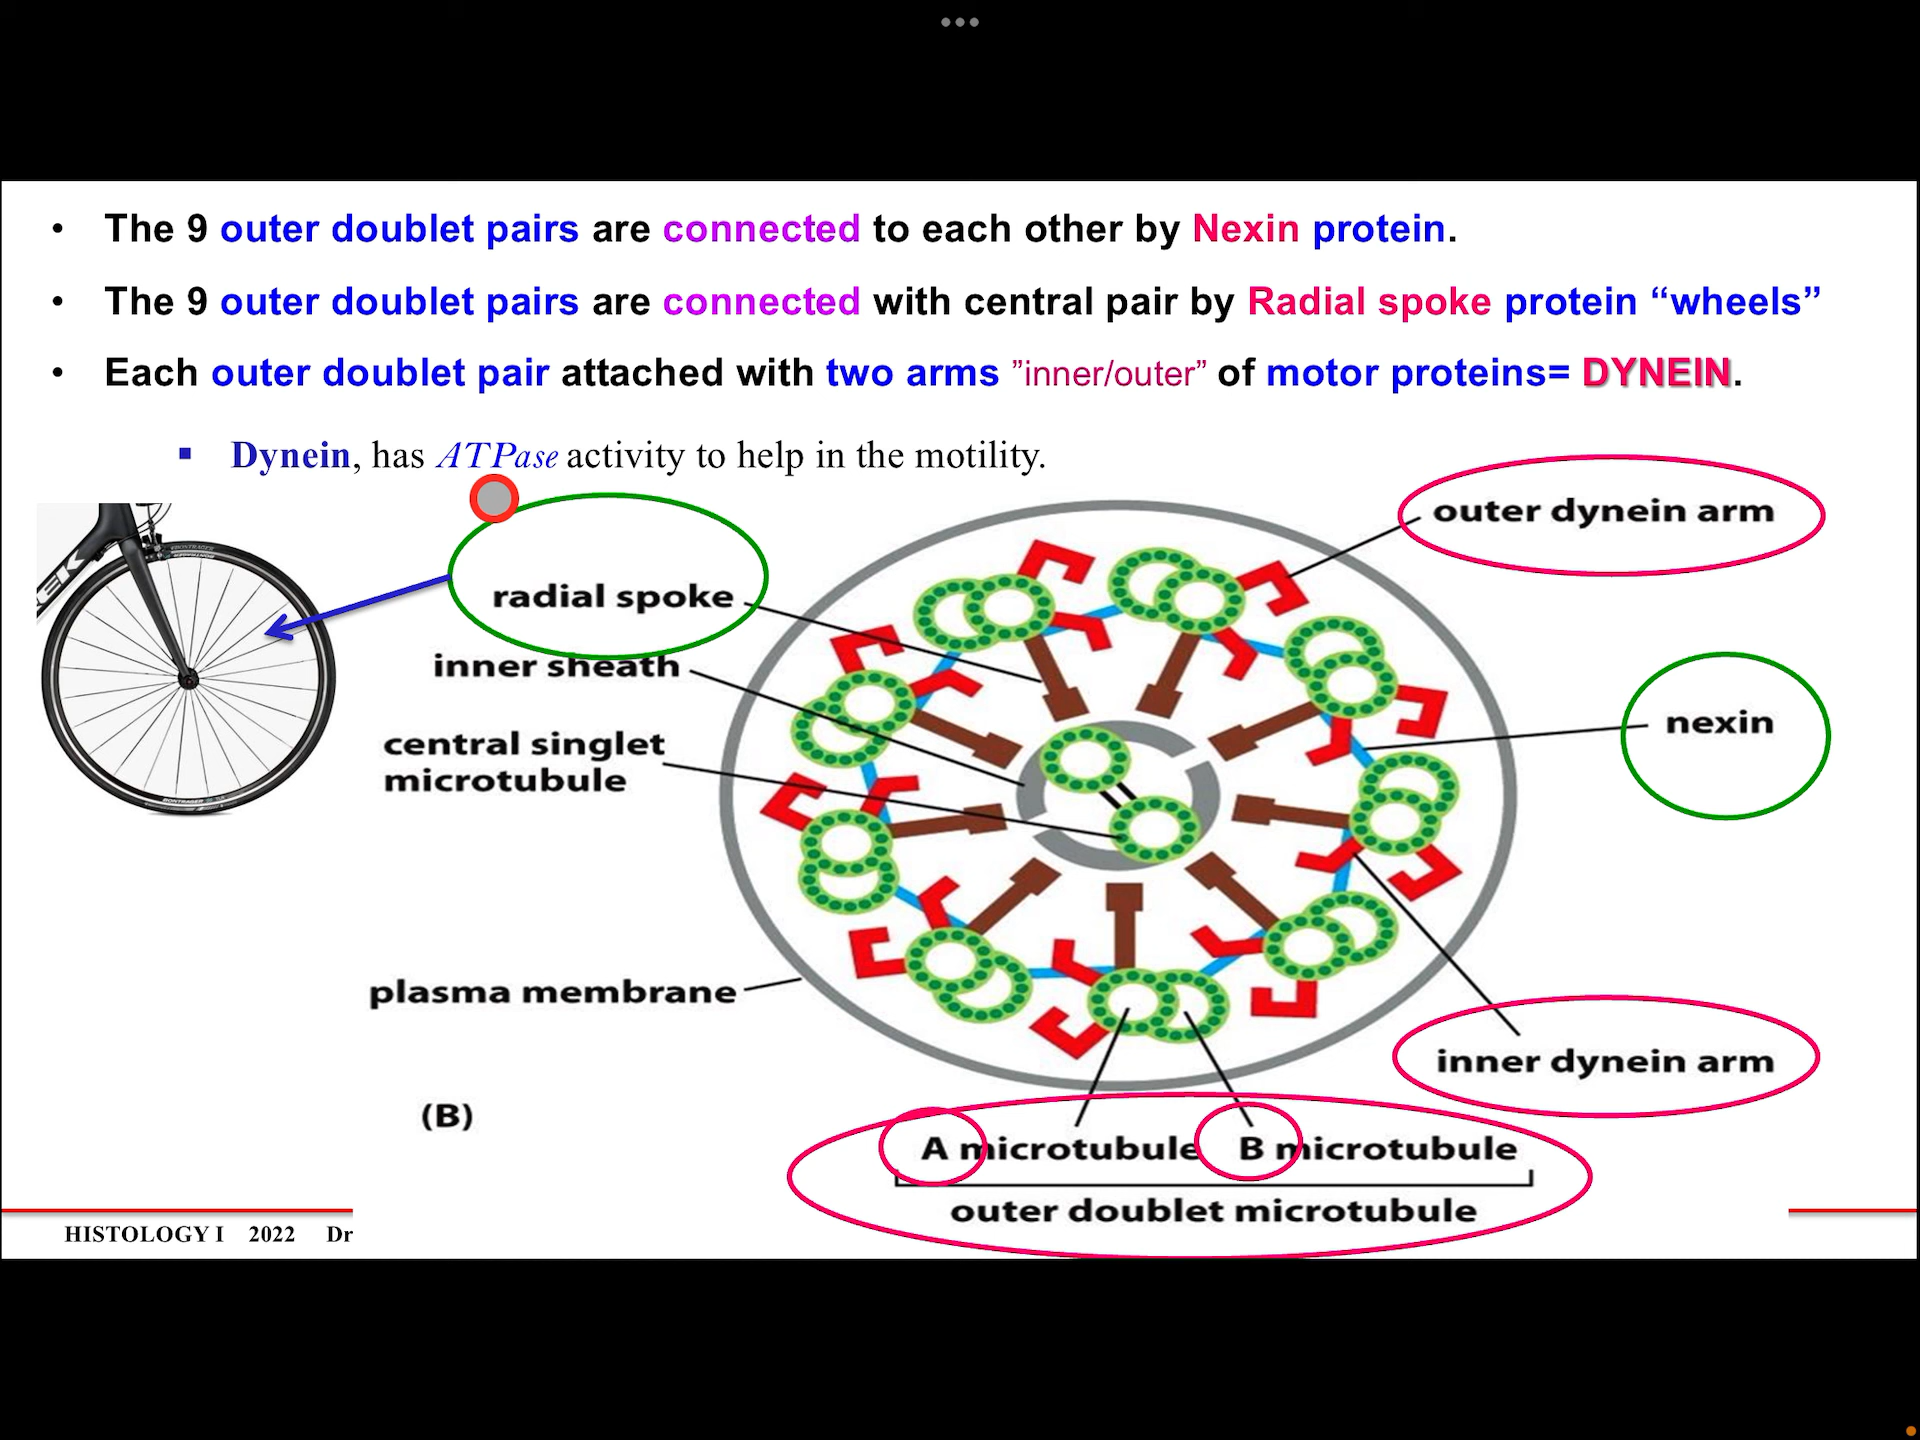 • The 9 outer doublet pairs are connected to each other by Nexin protein.
• The 9 outer doublet pairs are connected with central pair by Radial spoke protein “wheels”
• Each outer doublet pair attached with two arms ”inner/outer” of motor proteins= DYNEIN.
▪ Dynein, has ATPase activity to help in the motility.
outer dynein arm
radial spoke
inner sheath
nexin
central singlet
microtubule
plasma membrane
inner dynein arm
(B)
A microtubule B microtubule
outer doublet microtubule
HISTOLOGY I 2022 Dr